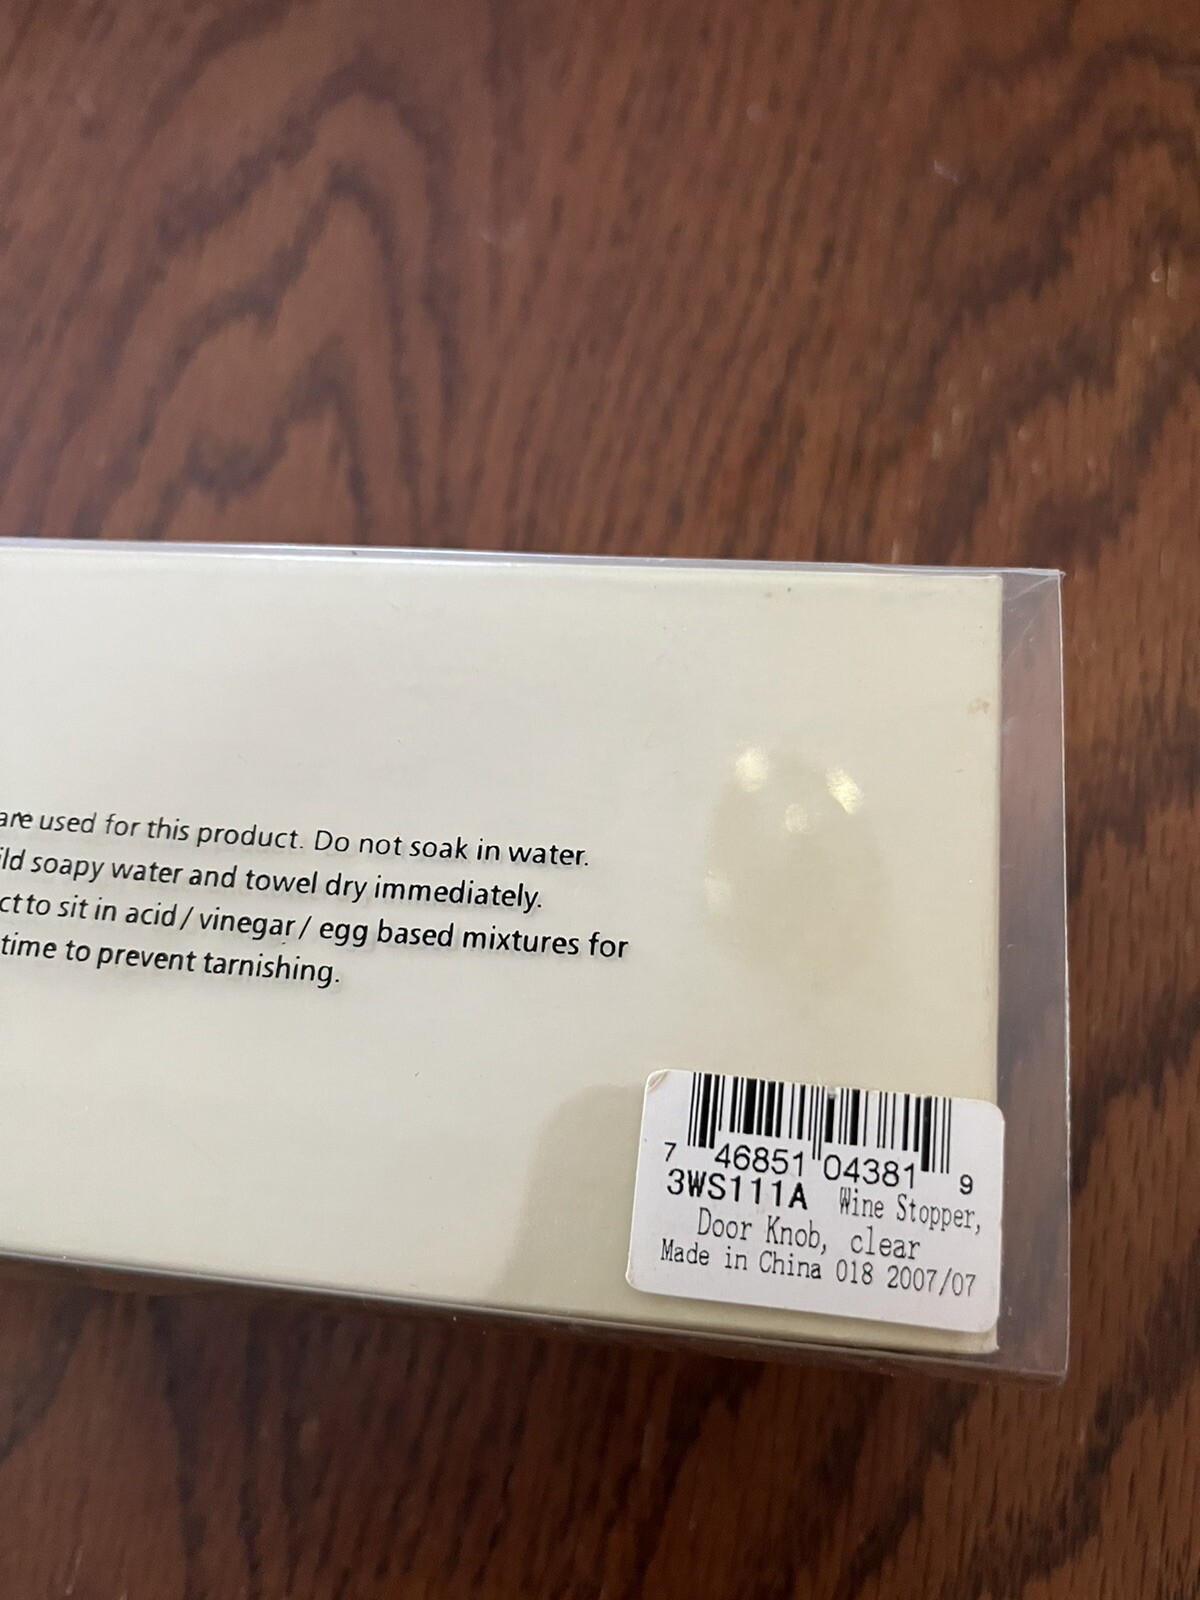 are used for this product. Do not soak in water.
ild soapy water and towel dry immediately.
ct to sit in acid / vinegar / egg based mixtures for
time to prevent tarnishing.
7 46851 04381 9
3WS111A Wine Stopper,
Door Knob, clear
Made in China 018 2007/07